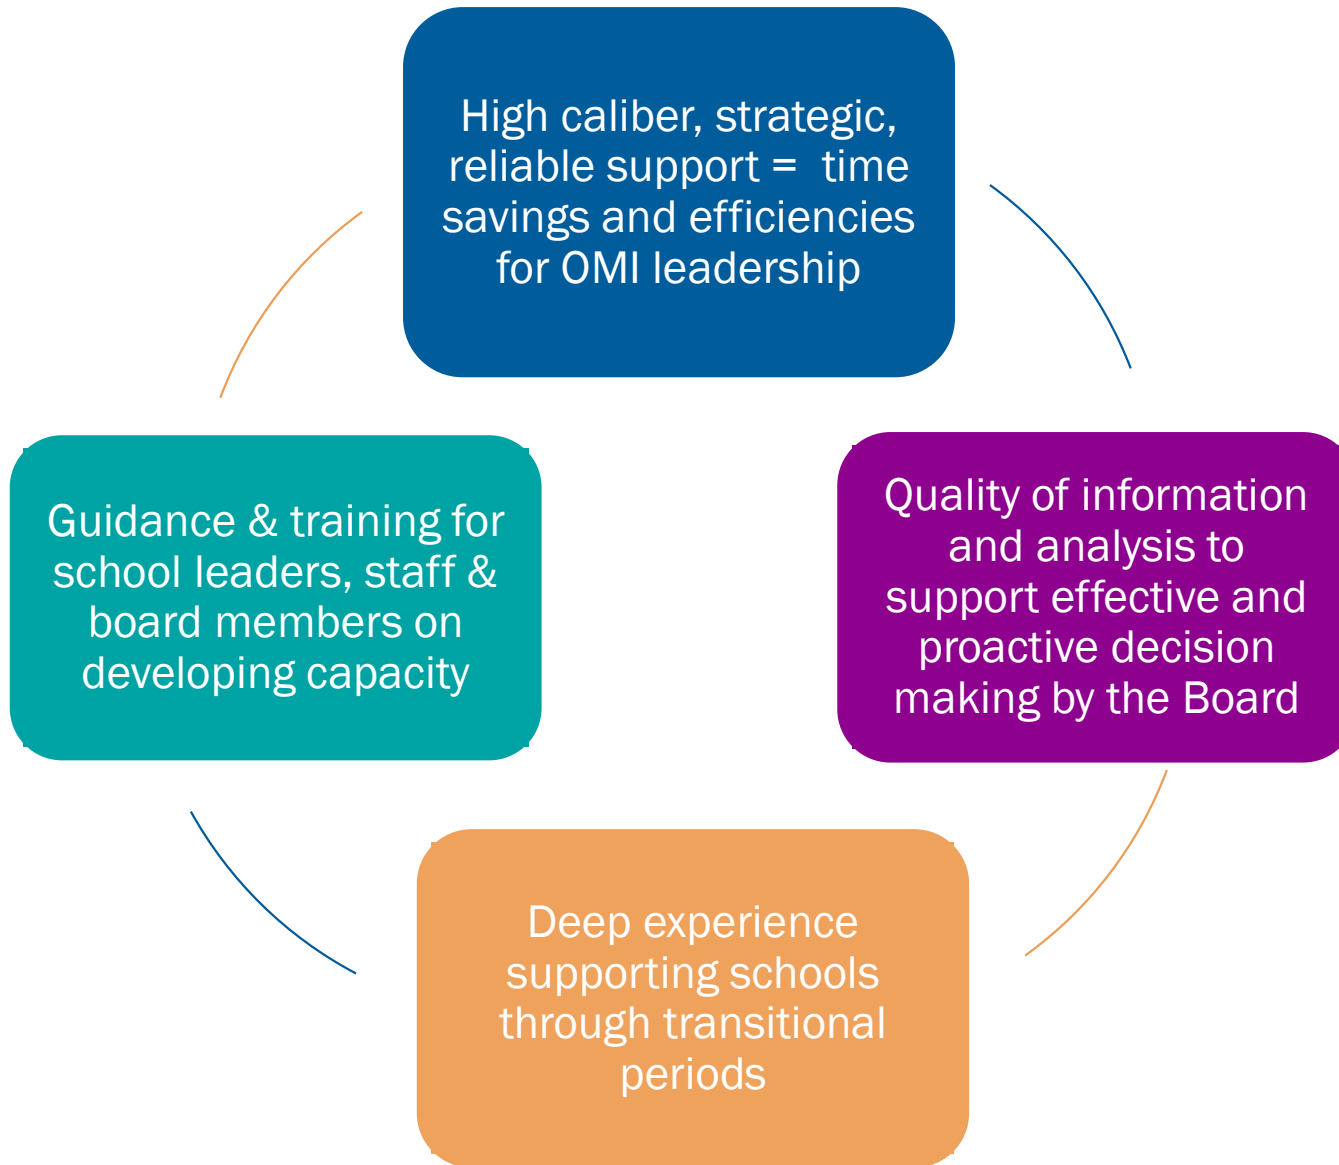 High caliber, strategic,
reliable support =  time
savings and efficiencies
for OMI leadership
Guidance & training for
school leaders, staff &
board members on
developing capacity
Quality of information
and analysis to
support effective and
proactive decision
making by the Board
Deep experience
supporting schools
through transitional
periods